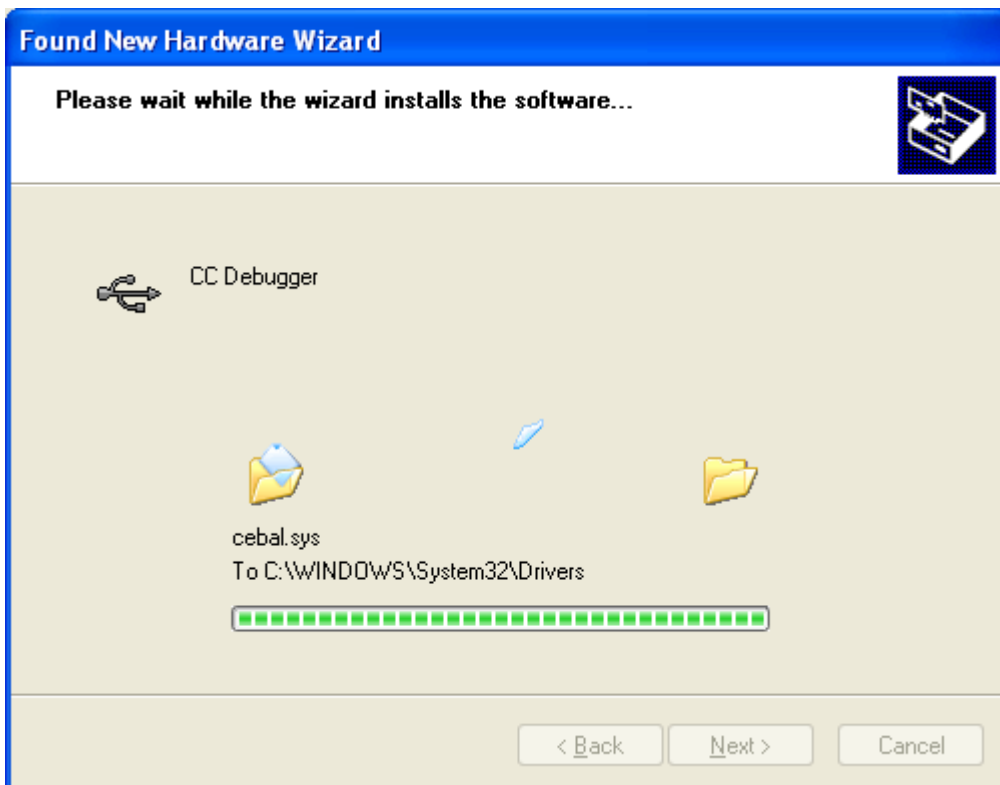 Found New Hardware Wizard
Please wait while the wizard installs the software...
CC Debugger
cebal.sys
To C:\WINDOWS\System32\Drivers
< Back
Next >
Cancel